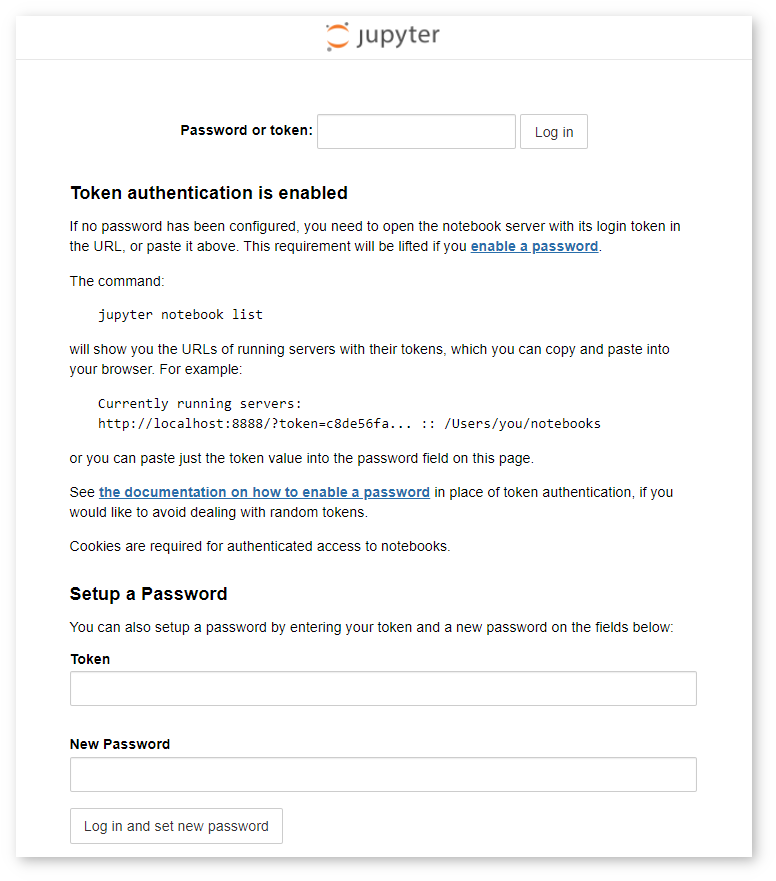 jupyter
Password or token: Log in
Token authentication is enabled
If no password has been configured, you need to open the notebook server with its login token in
the URL, or paste it above. This requirement will be lifted if you enable a password.
The command:
jupyter notebook list
will show you the URLs of running servers with their tokens, which you can copy and paste into
your browser. For example:
Currently running servers:
http://localhost:8888/?token=c8de56fa... :: /Users/you/notebooks
or you can paste just the token value into the password field on this page.
See the documentation on how to enable a password in place of token authentication, if you
would like to avoid dealing with random tokens.
Cookies are required for authenticated access to notebooks.
Setup a Password
You can also setup a password by entering your token and a new password on the fields below:
Token
New Password
Log in and set new password